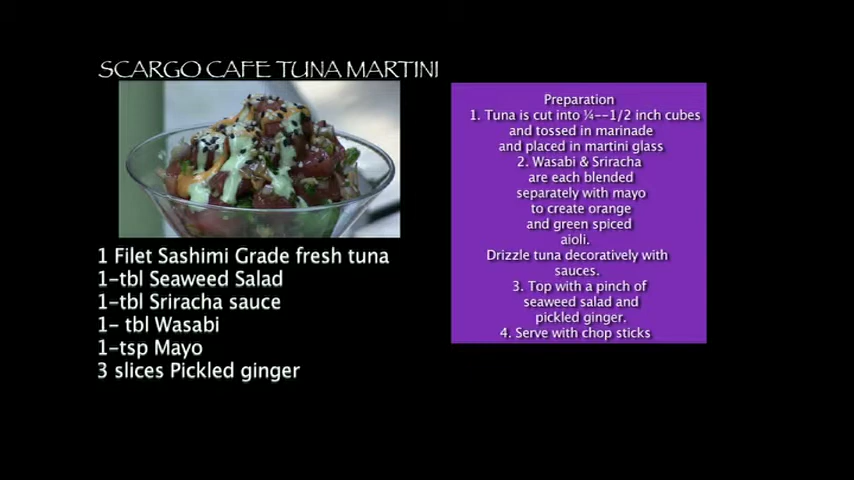 SCARGO CAFE TUNA MARTINI
1 Filet Sashimi Grade fresh tuna
1-tbl Seaweed Salad
1-tbl Sriracha sauce
1- tbl Wasabi
1-tsp Mayo
3 slices Pickled ginger
Preparation
1. Tuna is cut into ¼--1/2 inch cubes
and tossed in marinade
and placed in martini glass
2. Wasabi & Sriracha
are each blended
separately with mayo
to create orange
and green spiced
aioli.
Drizzle tuna decoratively with
sauces.
3. Top with a pinch of
seaweed salad and
pickled ginger.
4. Serve with chop sticks